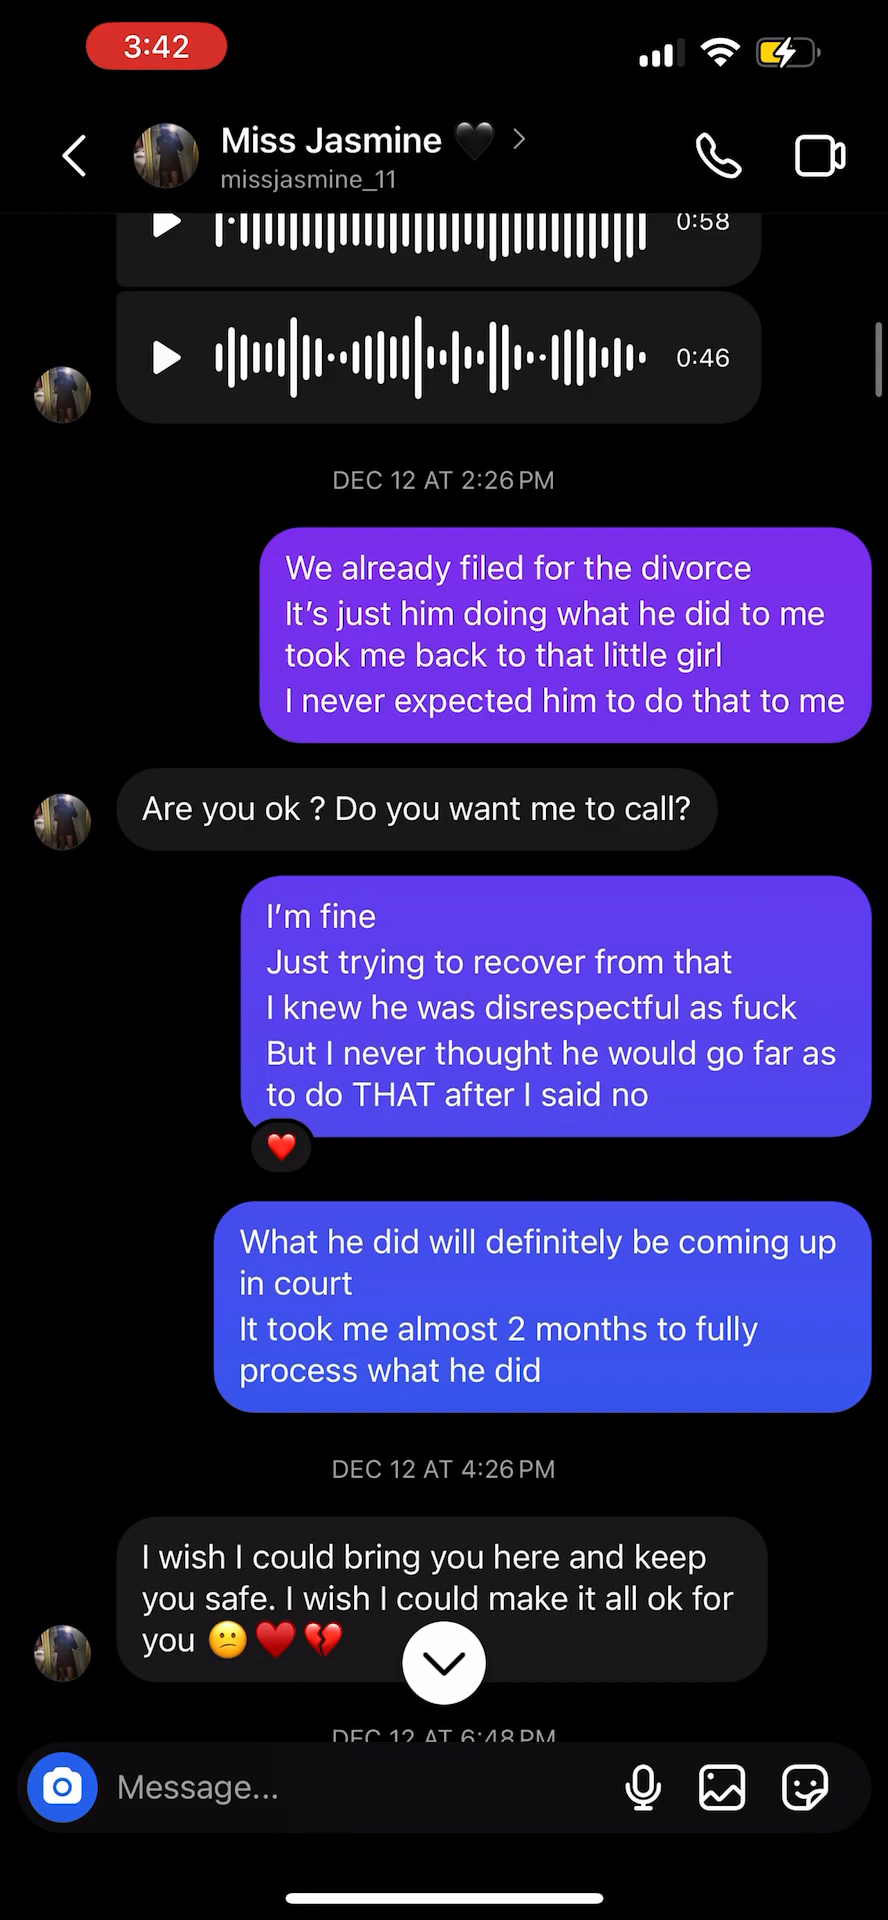 3:42
Miss Jasmine 🖤 >
missjasmine_11
0:58
0:46
DEC 12 AT 2:26 PM
We already filed for the divorce
It’s just him doing what he did to me
took me back to that little girl
I never expected him to do that to me
Are you ok ? Do you want me to call?
I’m fine
Just trying to recover from that
I knew he was disrespectful as fuck
But I never thought he would go far as
to do THAT after I said no
❤️
What he did will definitely be coming up
in court
It took me almost 2 months to fully
process what he did
DEC 12 AT 4:26 PM
I wish I could bring you here and keep
you safe. I wish I could make it all ok for
you 😕❤️💔
DEC 12 AT 6:48 PM
Message...